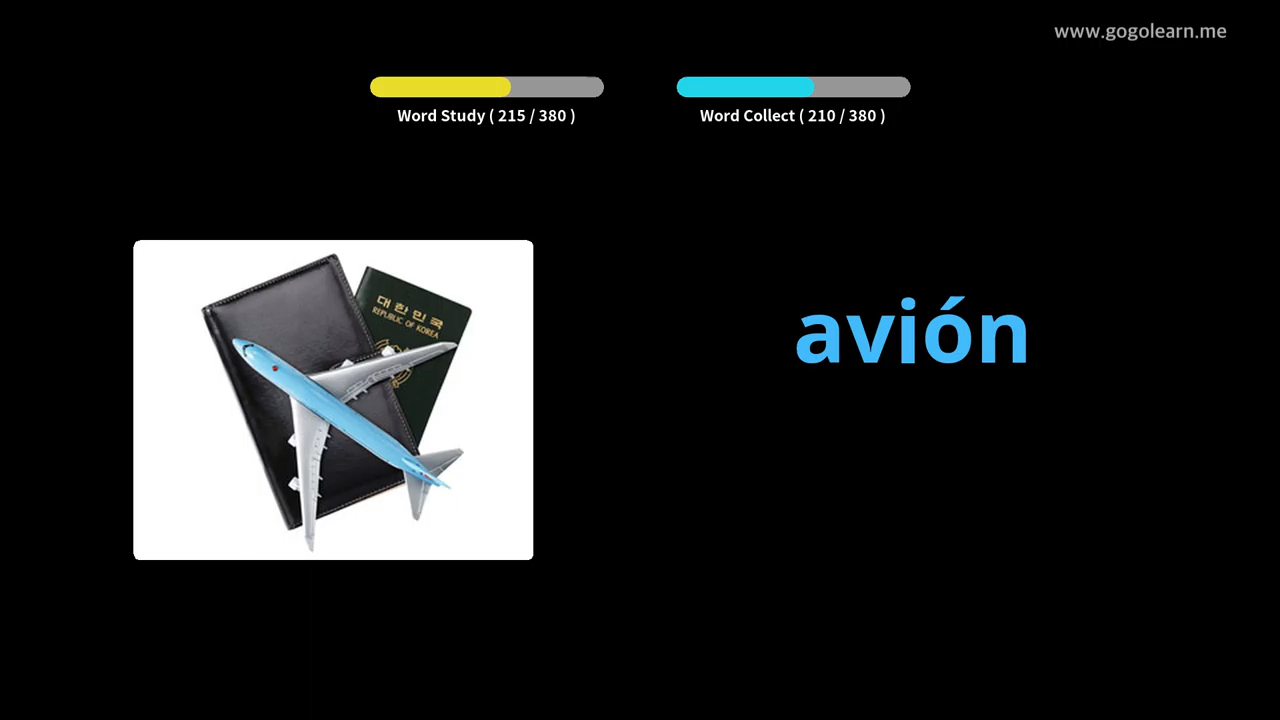 www.gogolearn.me
Word Study ( 215 / 380 )
Word Collect ( 210 / 380 )
대한민국
REPUBLIC OF KOREA
avión